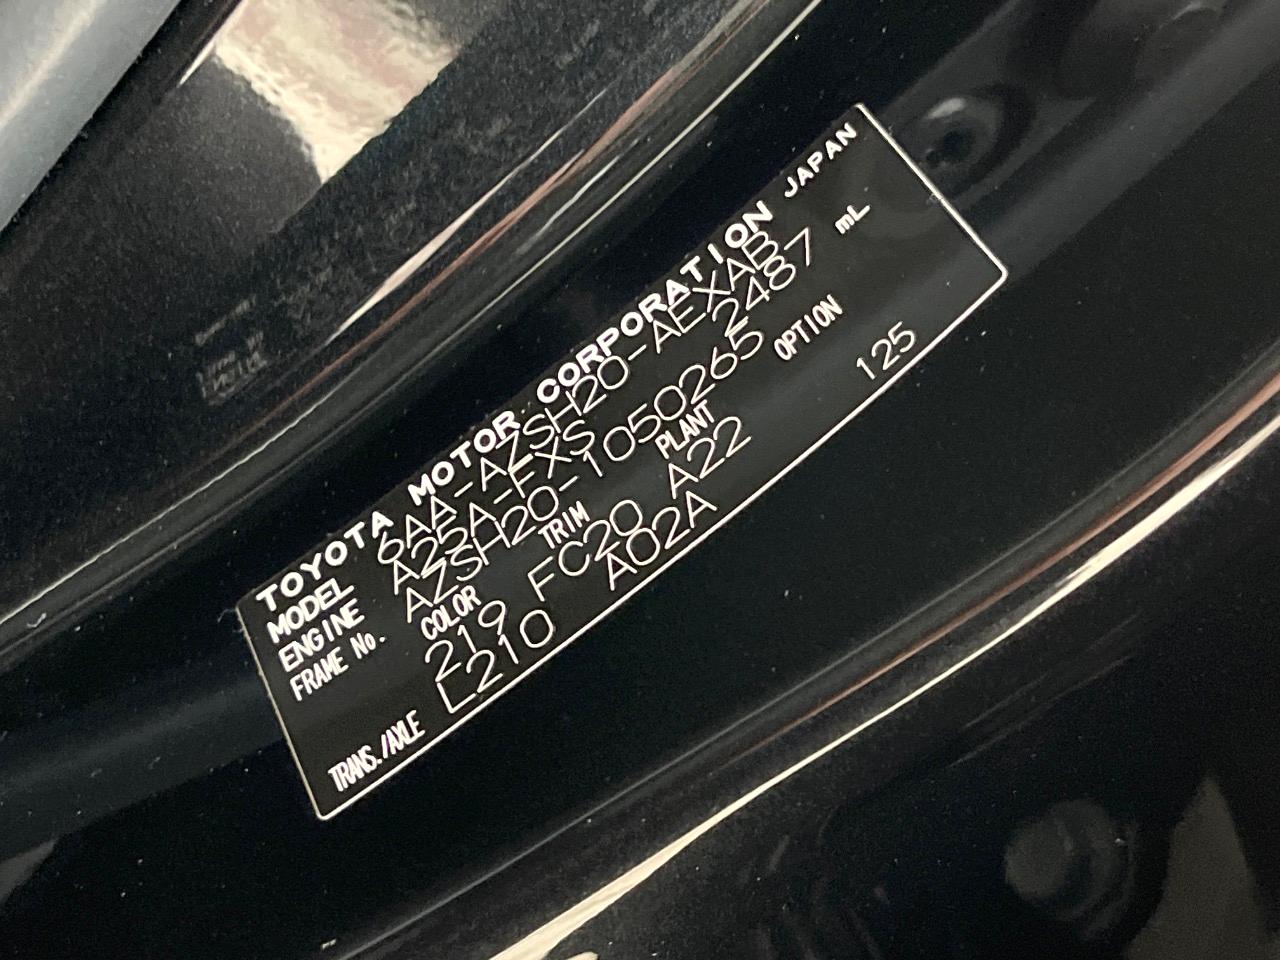 TOYOTA MOTOR CORPORATION JAPAN
MODEL 6AA-AZSH20-AEXAB
ENGINE A25A-FXS 2487 mL
FRAME No. AZSH20-1050265
COLOR TRIM PLANT OPTION
219 FC20 A22 125
TRANS./AXLE L210 A02A